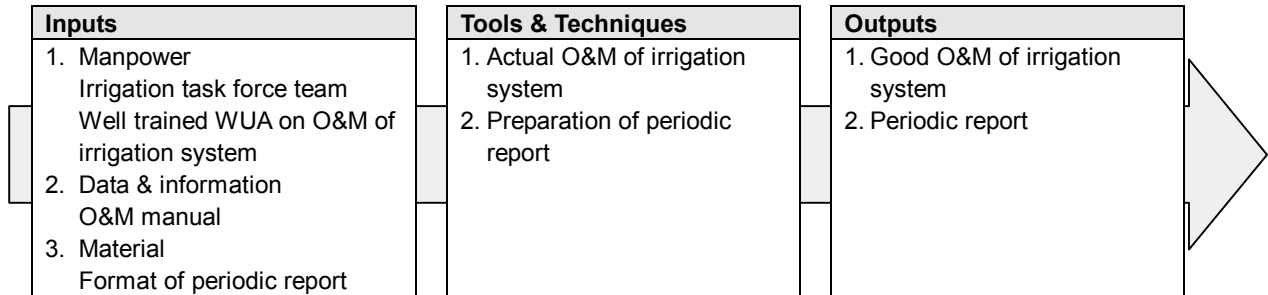 Inputs
1. Manpower
Irrigation task force team
Well trained WUA on O&M of
irrigation system
2. Data & information
O&M manual
3. Material
Format of periodic report
Tools & Techniques
1. Actual O&M of irrigation
system
2. Preparation of periodic
report
Outputs
1. Good O&M of irrigation
system
2. Periodic report